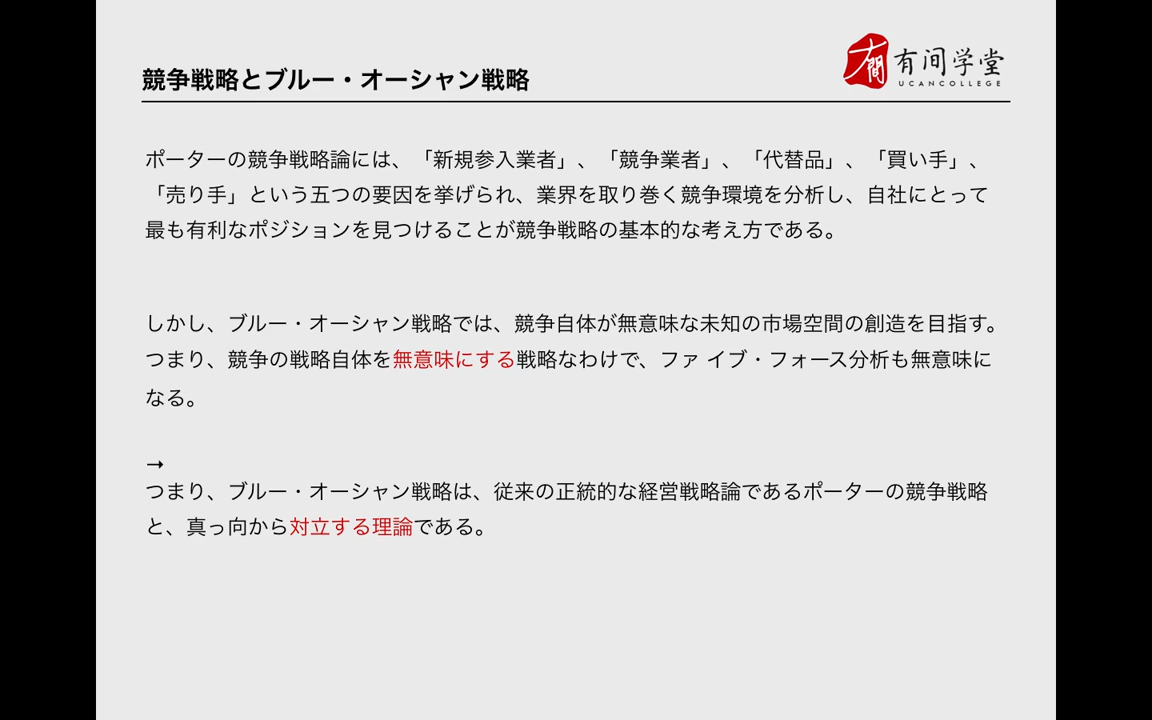 競争戦略とブルー・オーシャン戦略
有間
有间学堂
UCANCOLLEGE
ポーターの競争戦略論には、「新規参入業者」、「競争業者」、「代替品」、「買い手」、
「売り手」という五つの要因を挙げられ、業界を取り巻く競争環境を分析し、自社にとって
最も有利なポジションを見つけることが競争戦略の基本的な考え方である。
しかし、ブルー・オーシャン戦略では、競争自体が無意味な未知の市場空間の創造を目指す。
つまり、競争の戦略自体を無意味にする戦略なわけで、ファ イブ・フォース分析も無意味に
なる。
→
つまり、ブルー・オーシャン戦略は、従来の正統的な経営戦略論であるポーターの競争戦略
と、真っ向から対立する理論である。